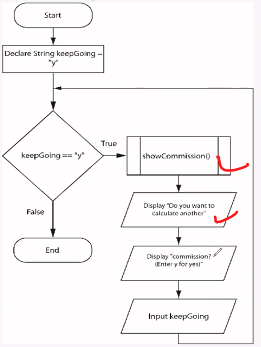 Start
Declare String keepGoing =
"y"
keepGoing == "y"
True
showCommission()
False
Display "Do you want to
calculate another"
End
Display "commission?
(Enter y for yes)"
Input keepGoing